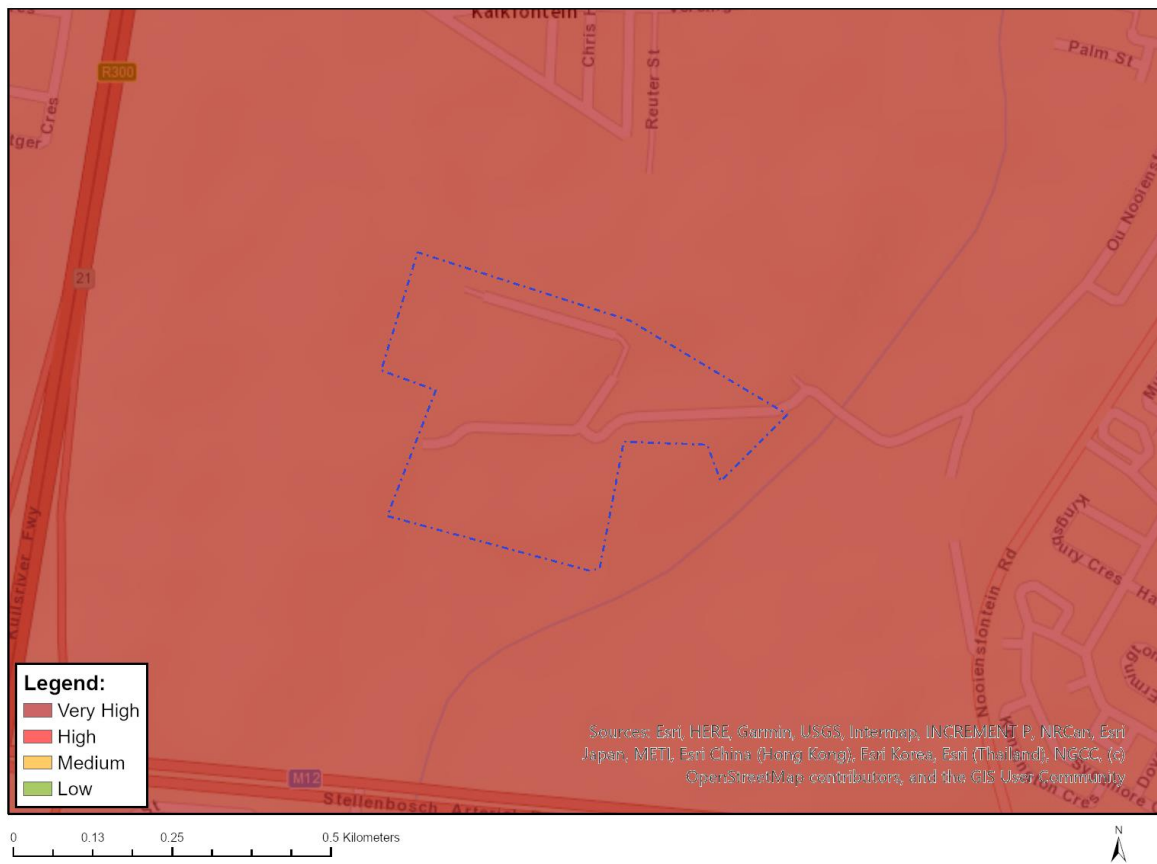 Kalkfontein
R300
Chris H
Reuter St
Palm St
tger Cres
21
Ou Nooiensf
Kuilsriver Fwy
Kingsbury Cres
Ha
Nooiensfontein Rd
Legend:
Very High
High
Medium
Low
Sources: Esri, HERE, Garmin, USGS, Intermap, INCREMENT P, NRCan, Esri
Japan, METI, Esri China (Hong Kong), Esri Korea, Esri (Thailand), NGCC, (c)
OpenStreetMap contributors, and the GIS User Community
M12
Stellenbosch Arterial
0 0.13 0.25 0.5 Kilometers
N